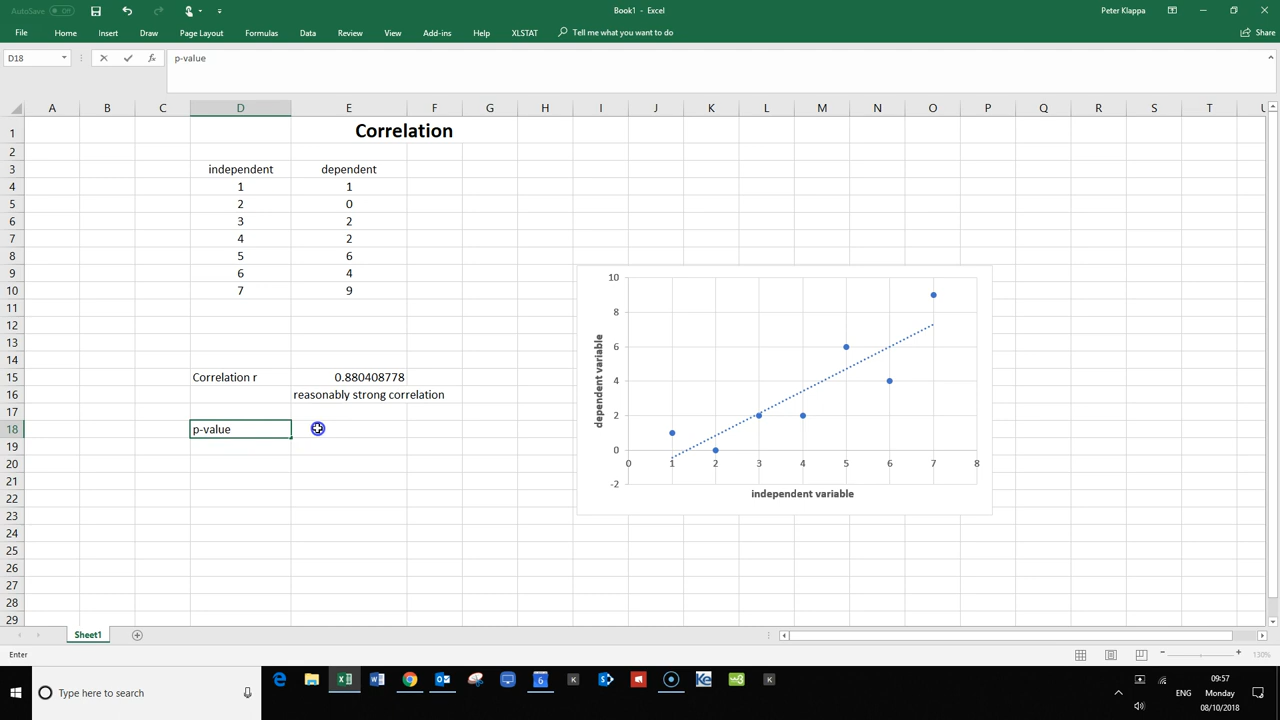 AutoSave Off Book1 - Excel Peter Klappa
File Home Insert Draw Page Layout Formulas Data Review View Add-ins Help XLSTAT Tell me what you want to do Share
D18 fx p-value
A B C D E F G H I J K L M N O P Q R S T U
1 Correlation
2
3 independent dependent
4 1 1
5 2 0
6 3 2
7 4 2
8 5 6
9 6 4
10 7 9
11
12
13
14
15 Correlation r 0.880408778
16 reasonably strong correlation
17
18 p-value
19
20
21
22
23
24
25
26
27
28
29
10
8
6
4
2
0
-2
0 1 2 3 4 5 6 7 8
dependent variable
independent variable
Sheet1
Enter 130%
Type here to search
ENG
09:57
Monday
08/10/2018